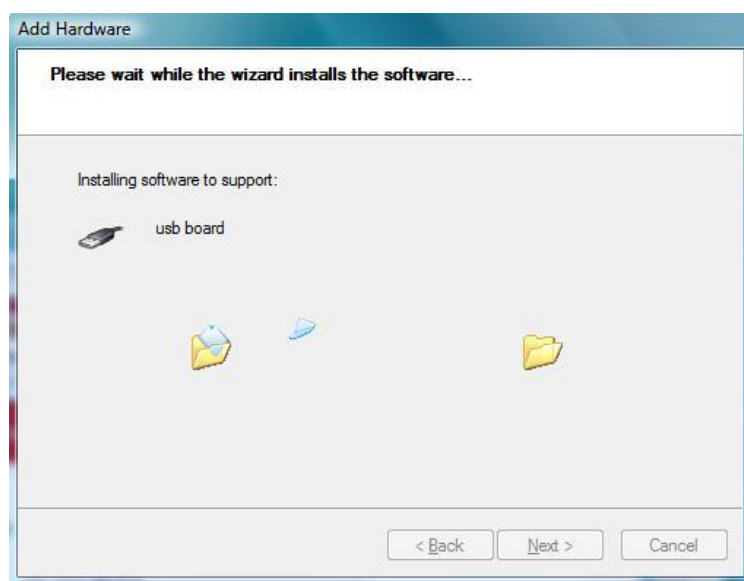 Add Hardware
Please wait while the wizard installs the software...
Installing software to support:
usb board
< Back
Next >
Cancel